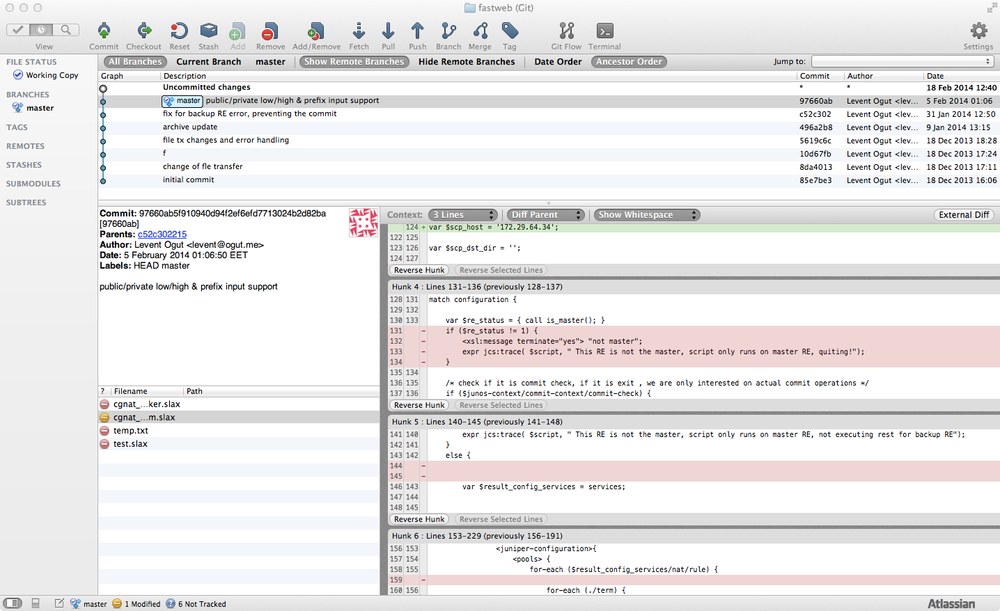 fastweb (Git)
View
Commit
Checkout
Reset
Stash
Add
Remove
Add/Remove
Fetch
Pull
Push
Branch
Merge
Tag
Git Flow
Terminal
Settings
FILE STATUS
Working Copy
BRANCHES
master
TAGS
REMOTES
STASHES
SUBMODULES
SUBTREES
All Branches Current Branch master Show Remote Branches Hide Remote Branches Date Order Ancestor Order Jump to:
Graph Description Commit Author Date
Uncommitted changes * * 18 Feb 2014 12:40
master public/private low/high & prefix input support 97660ab Levent Ogut <lev... 5 Feb 2014 01:06
fix for backup RE error, preventing the commit c52c302 Levent Ogut <lev... 31 Jan 2014 12:50
archive update 496a2b8 Levent Ogut <lev... 9 Jan 2014 13:15
file tx changes and error handling 5619c6c Levent Ogut <lev... 18 Dec 2013 18:28
f 10d67fb Levent Ogut <lev... 18 Dec 2013 17:24
change of fle transfer 8da4013 Levent Ogut <lev... 18 Dec 2013 17:11
initial commit 85e7be3 Levent Ogut <lev... 18 Dec 2013 16:06
Commit: 97660ab5f910940d94f2ef6efd7713024b2d82ba
[97660ab]
Parents: c52c302215
Author: Levent Ogut <levent@ogut.me>
Date: 5 February 2014 01:06:50 EET
Labels: HEAD master
public/private low/high & prefix input support
? Filename Path
cgnat_...ker.slax
cgnat_...m.slax
temp.txt
test.slax
Context: 3 Lines Diff Parent Show Whitespace External Diff
124 + var $scp_host = '172.29.64.34';
122 125
123 126 var $scp_dst_dir = '';
124 127
Reverse Hunk Reverse Selected Lines
Hunk 4 : Lines 131-136 (previously 128-137)
128 131 match configuration {
129 132
130 133 var $re_status = { call is_master(); }
131 - if ($re_status != 1) {
132 - <xsl:message terminate="yes"> "not master";
133 - expr jcs:trace( $script, " This RE is not the master, script only runs on master RE, quiting!");
134 - }
135 134
136 135 /* check if it is commit check, if it is exit , we are only interested on actual commit operations */
137 136 if ($junos-context/commit-context/commit-check) {
Reverse Hunk Reverse Selected Lines
Hunk 5 : Lines 140-145 (previously 141-148)
141 140 expr jcs:trace( $script, " This RE is not the master, script only runs on master RE, not executing rest for backup RE");
142 141 }
143 142 else {
144 -
145 -
146 143 var $result_config_services = services;
147 144
148 145
Reverse Hunk Reverse Selected Lines
Hunk 6 : Lines 153-229 (previously 156-191)
156 153 <juniper-configuration>{
157 154 <pools> {
158 155 for-each ($result_config_services/nat/rule) {
159 -
160 156 for-each (./term) {
master 1 Modified 6 Not Tracked
Atlassian